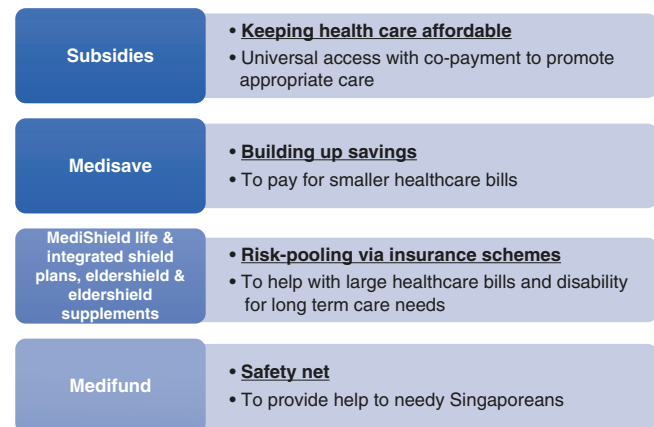 Subsidies
• Keeping health care affordable
• Universal access with co-payment to promote
appropriate care
Medisave
• Building up savings
• To pay for smaller healthcare bills
MediShield life &
integrated shield
plans, eldershield &
eldershield
supplements
• Risk-pooling via insurance schemes
• To help with large healthcare bills and disability
for long term care needs
Medifund
• Safety net
• To provide help to needy Singaporeans